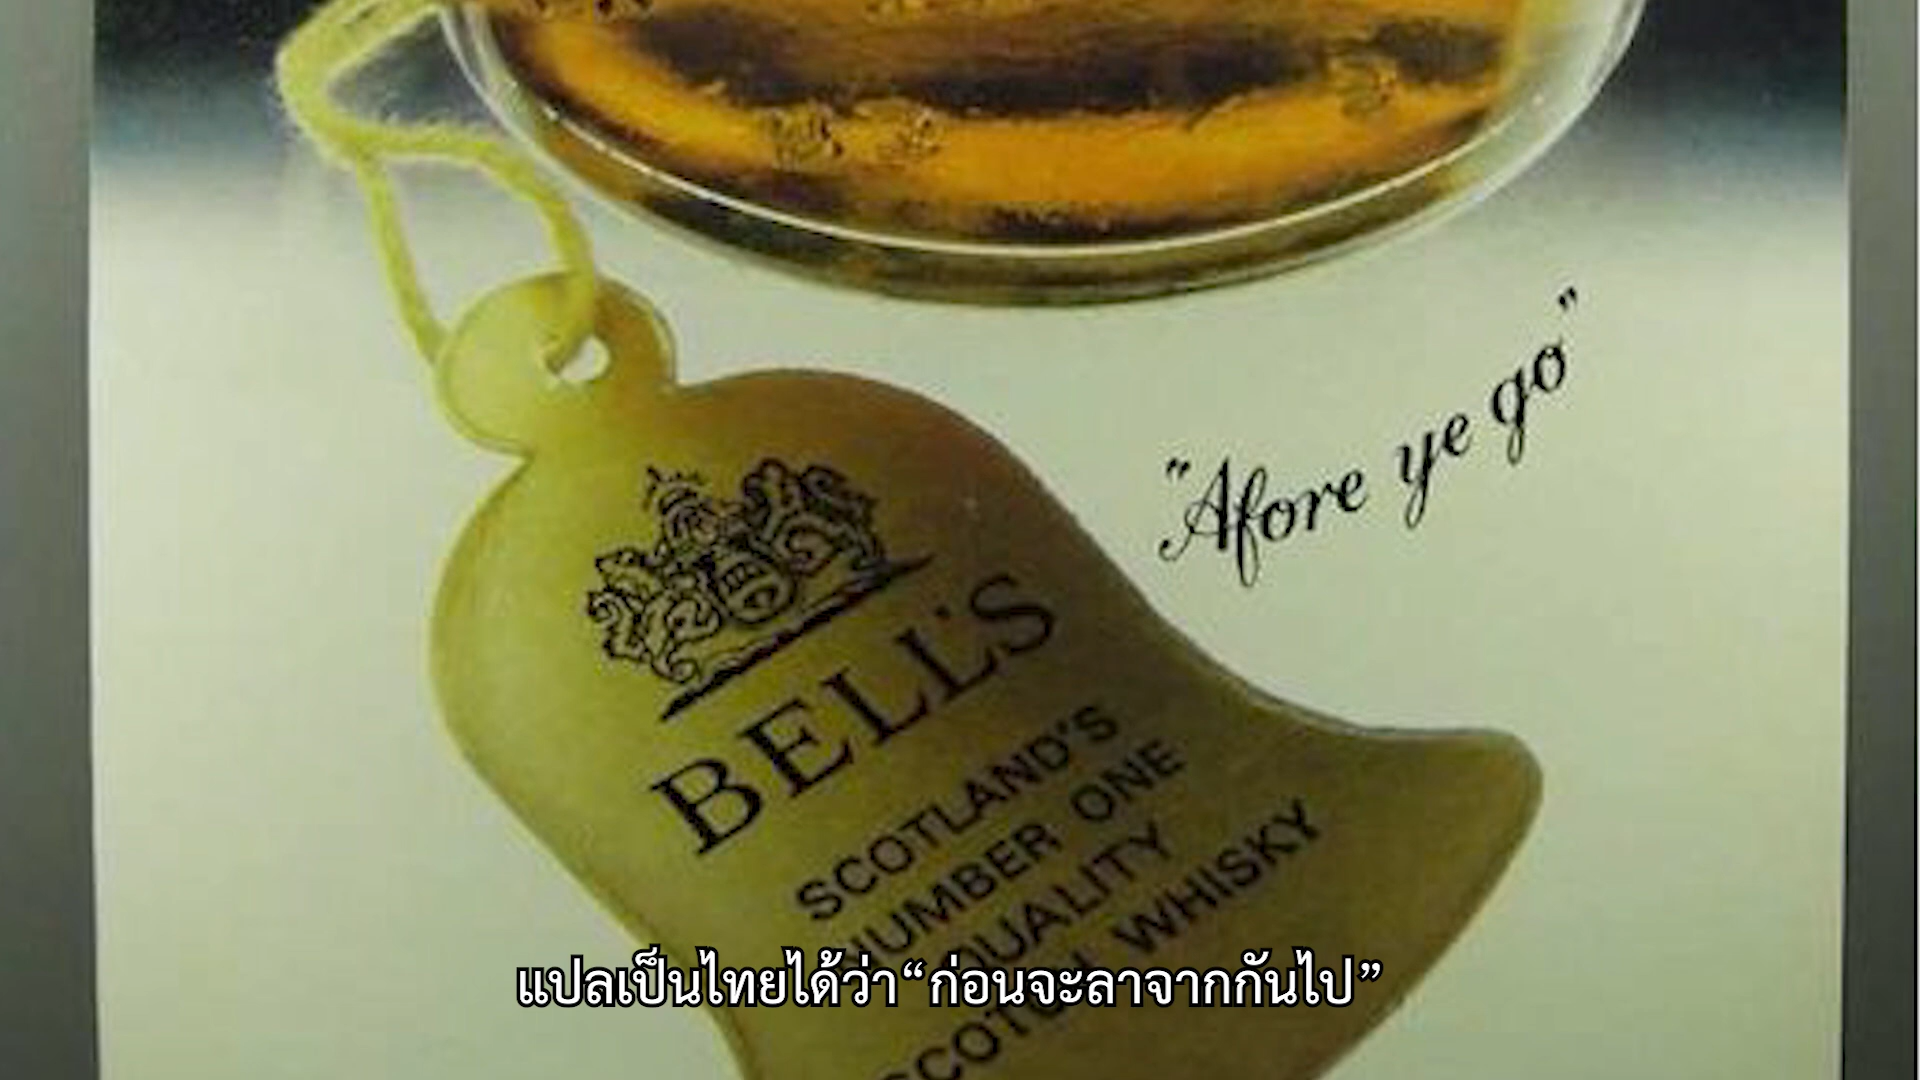 "Afore ye go"
BELL'S
SCOTLAND'S
NUMBER ONE
QUALITY
SCOTCH WHISKY
แปลเป็นไทยได้ว่า“ก่อนจะลาจากกันไป”